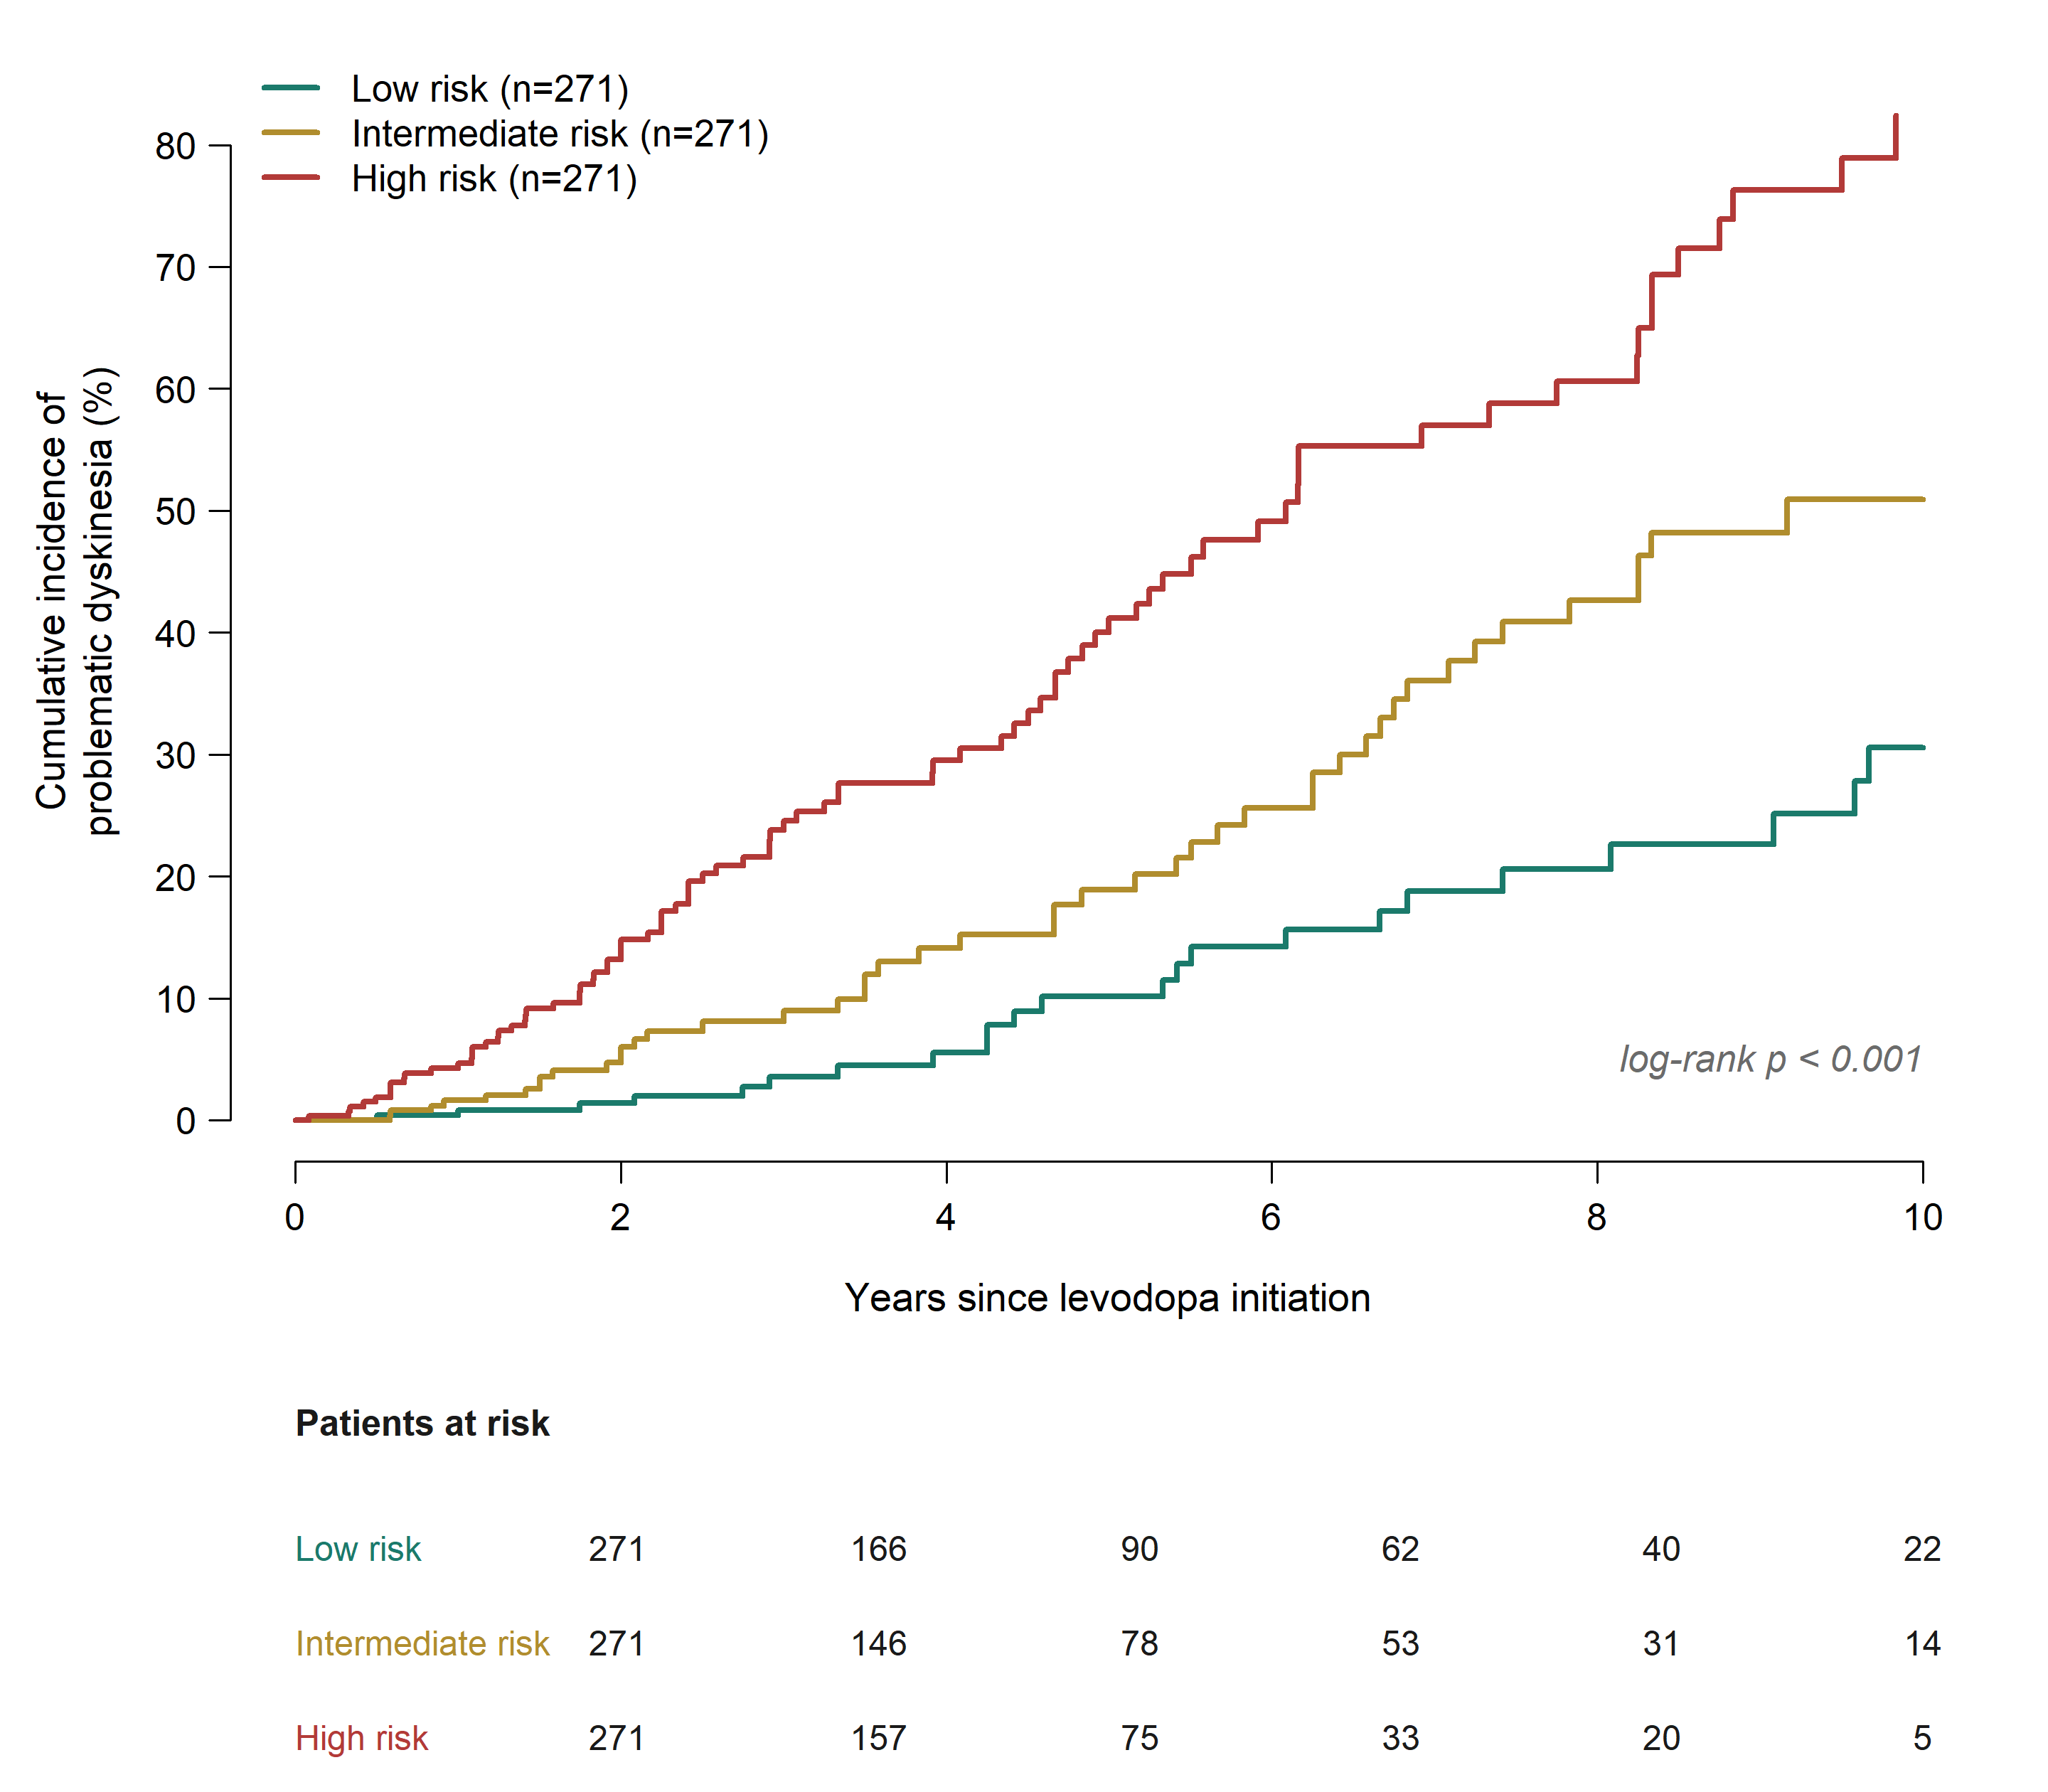 Low risk (n=271)
Intermediate risk (n=271)
High risk (n=271)
80
70
60
50
40
30
20
10
0
Cumulative incidence of
problematic dyskinesia (%)
log-rank p < 0.001
0 2 4 6 8 10
Years since levodopa initiation
Patients at risk
Low risk 271 166 90 62 40 22
Intermediate risk 271 146 78 53 31 14
High risk 271 157 75 33 20 5